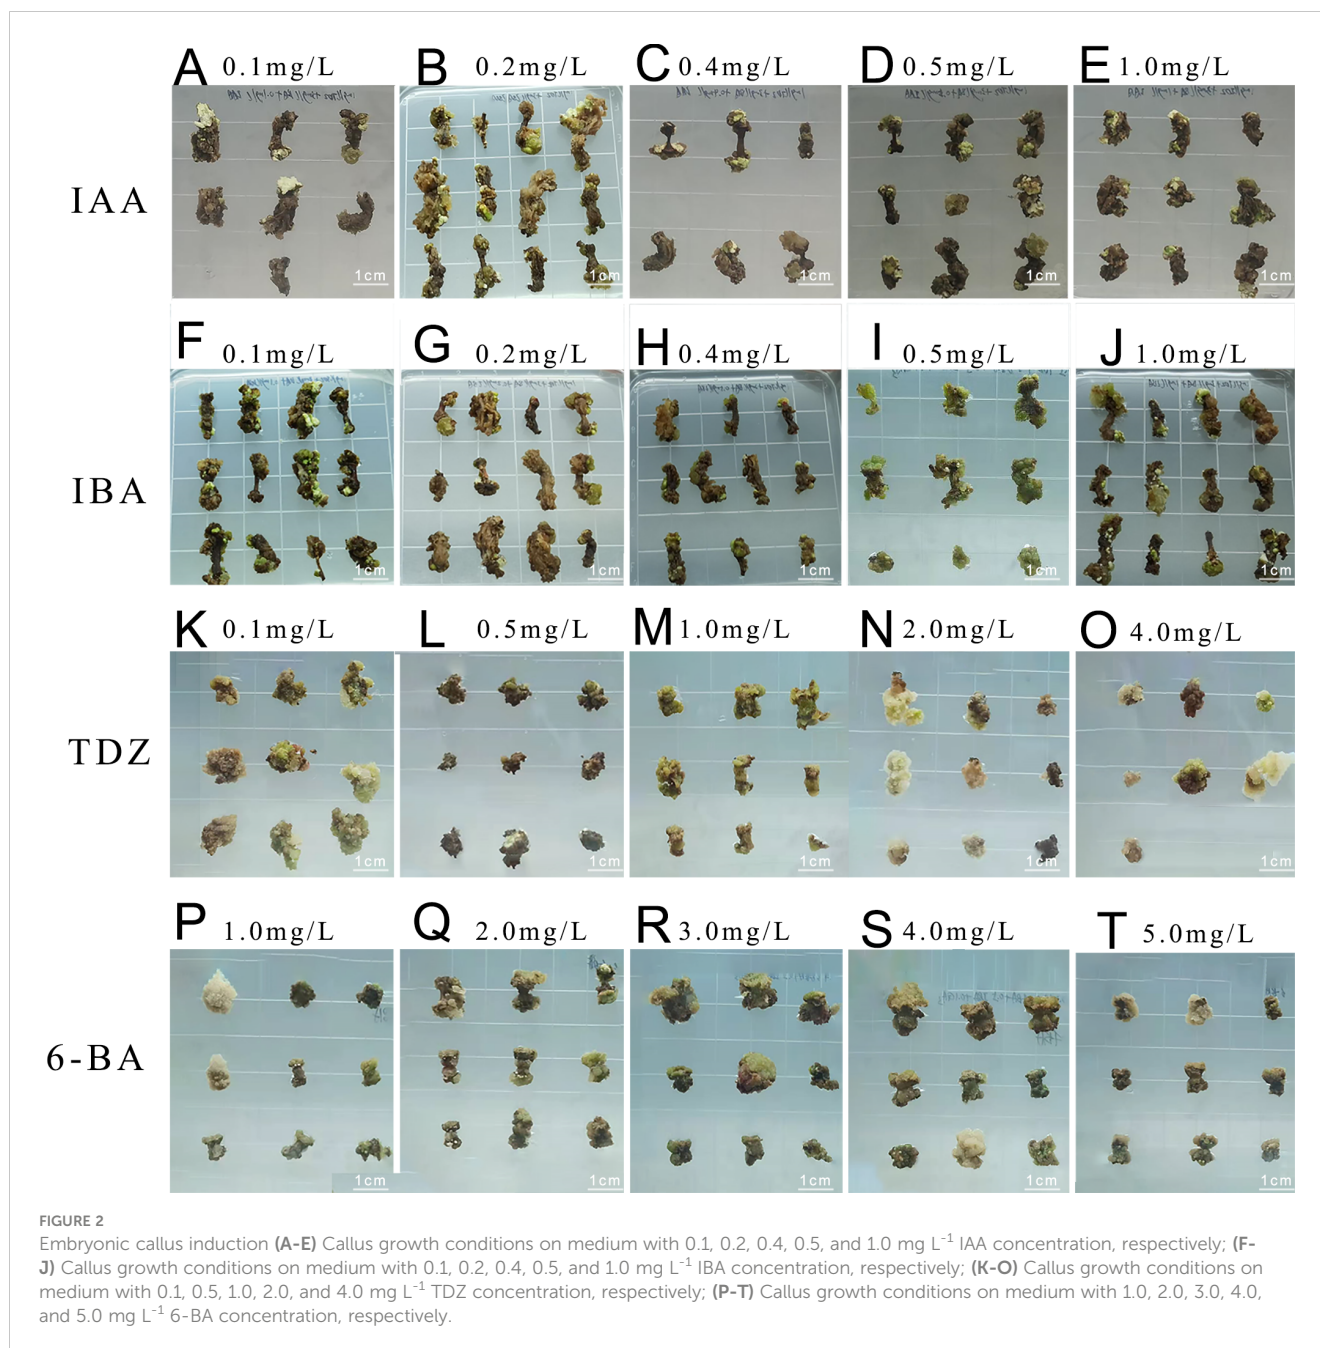 A 0.1mg/L B 0.2mg/L C 0.4mg/L D 0.5mg/L E 1.0mg/L
IAA
1cm 1cm 1cm 1cm 1cm
F 0.1mg/L G 0.2mg/L H 0.4mg/L I 0.5mg/L J 1.0mg/L
IBA
1cm 1cm 1cm 1cm 1cm
K 0.1mg/L L 0.5mg/L M 1.0mg/L N 2.0mg/L O 4.0mg/L
TDZ
1cm 1cm 1cm 1cm 1cm
P 1.0mg/L Q 2.0mg/L R 3.0mg/L S 4.0mg/L T 5.0mg/L
6-BA
1cm 1cm 1cm 1cm 1cm
FIGURE 2
Embryonic callus induction (A-E) Callus growth conditions on medium with 0.1, 0.2, 0.4, 0.5, and 1.0 mg L⁻¹ IAA concentration, respectively; (F-
J) Callus growth conditions on medium with 0.1, 0.2, 0.4, 0.5, and 1.0 mg L⁻¹ IBA concentration, respectively; (K-O) Callus growth conditions on
medium with 0.1, 0.5, 1.0, 2.0, and 4.0 mg L⁻¹ TDZ concentration, respectively; (P-T) Callus growth conditions on medium with 1.0, 2.0, 3.0, 4.0,
and 5.0 mg L⁻¹ 6-BA concentration, respectively.